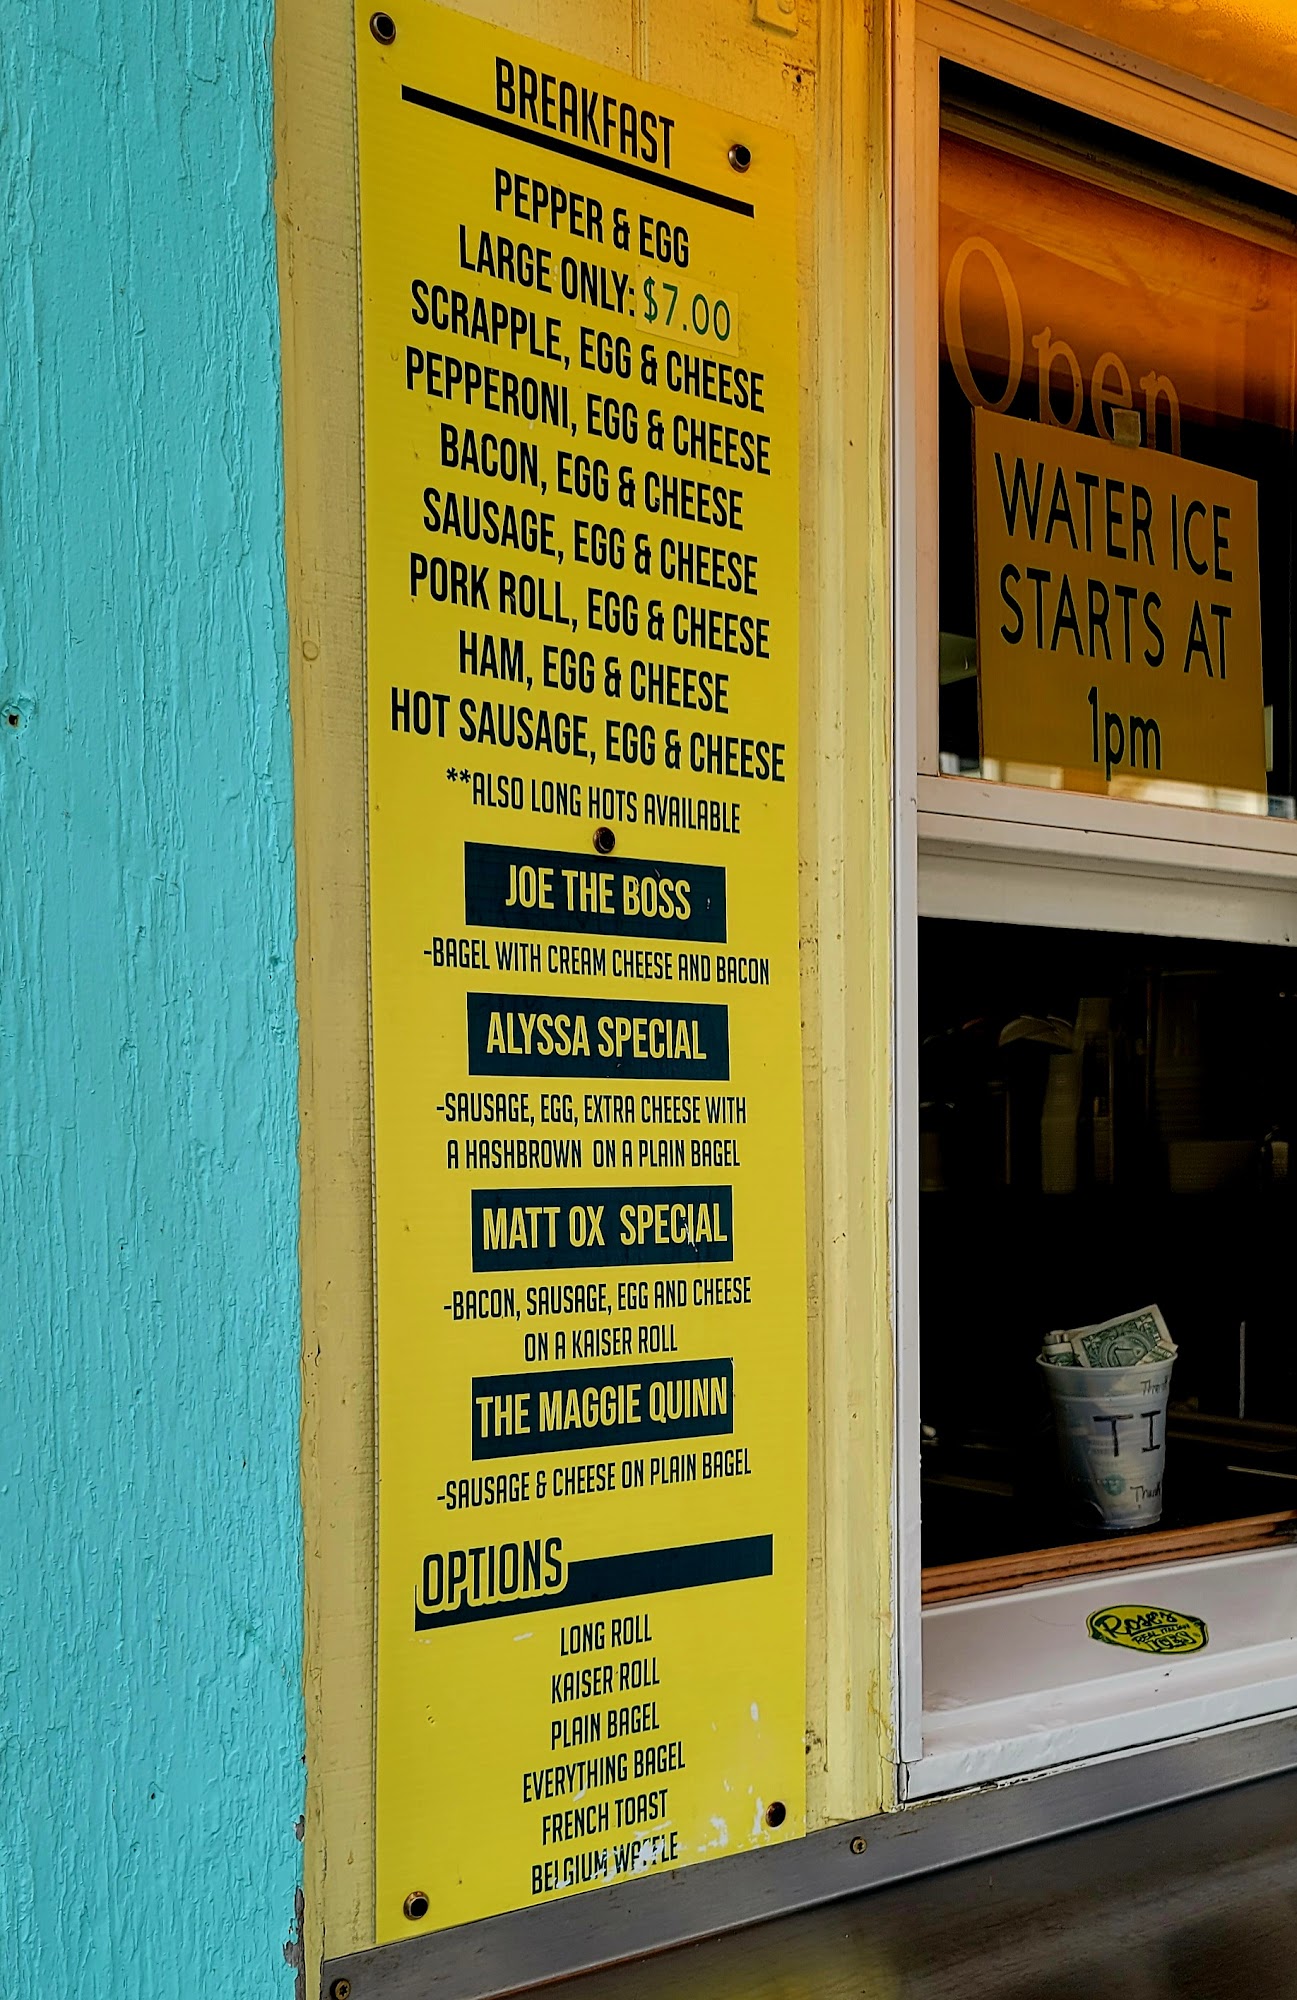 BREAKFAST
PEPPER & EGG
LARGE ONLY: $7.00
SCRAPPLE, EGG & CHEESE
PEPPERONI, EGG & CHEESE
BACON, EGG & CHEESE
SAUSAGE, EGG & CHEESE
PORK ROLL, EGG & CHEESE
HAM, EGG & CHEESE
HOT SAUSAGE, EGG & CHEESE
**ALSO LONG HOTS AVAILABLE
JOE THE BOSS
-BAGEL WITH CREAM CHEESE AND BACON
ALYSSA SPECIAL
-SAUSAGE, EGG, EXTRA CHEESE WITH
A HASHBROWN ON A PLAIN BAGEL
MATT OX SPECIAL
-BACON, SAUSAGE, EGG AND CHEESE
ON A KAISER ROLL
THE MAGGIE QUINN
-SAUSAGE & CHEESE ON PLAIN BAGEL
OPTIONS
LONG ROLL
KAISER ROLL
PLAIN BAGEL
EVERYTHING BAGEL
FRENCH TOAST
BELGIUM WAFFLE
Open
WATER ICE
STARTS AT
1pm
TI
Thank
Rose's
REAL ITALIAN